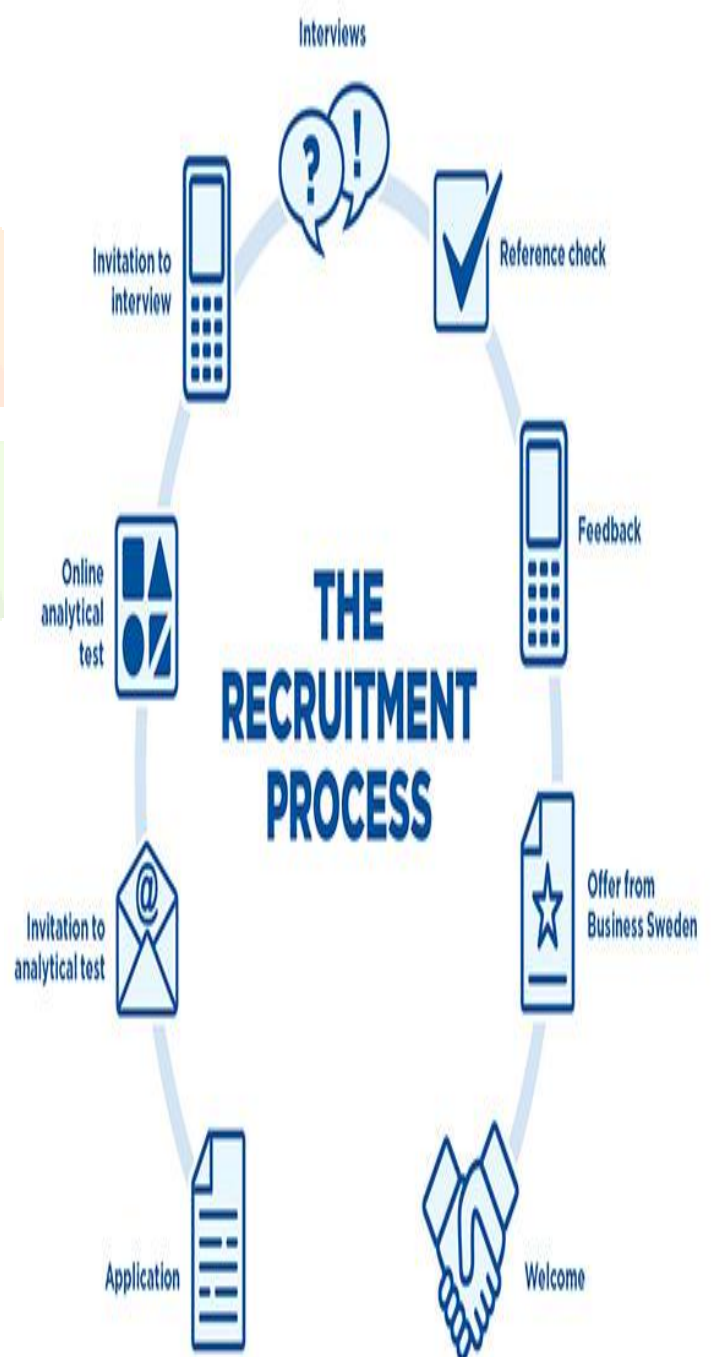 Interviews
Invitation to
interview
Reference check
Online
analytical
test
Feedback
THE
RECRUITMENT
PROCESS
Invitation to
analytical test
@
Offer from
Business Sweden
Application
Welcome
?
!